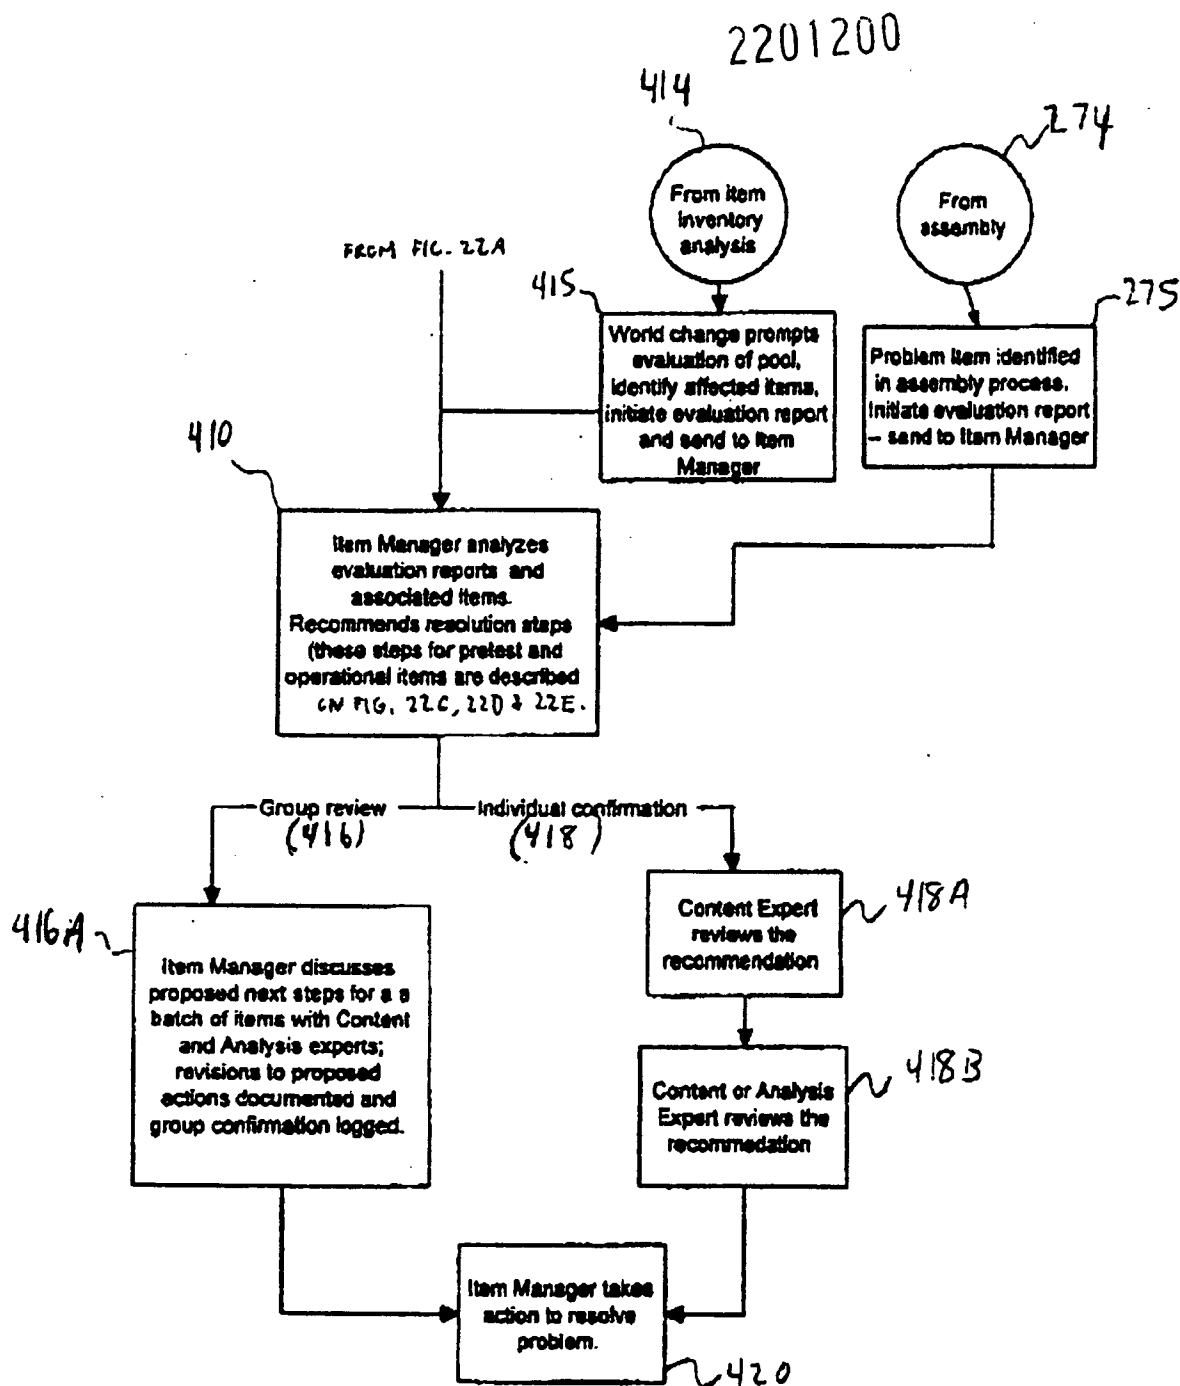 2201200
414
274
From item
inventory
analysis
From
assembly
FROM FIG. 22A
415
275
World change prompts
evaluation of pool,
identify affected items,
initiate evaluation report
and send to Item
Manager
Problem item identified
in assembly process.
Initiate evaluation report
– send to Item Manager
410
Item Manager analyzes
evaluation reports and
associated items.
Recommends resolution steps
(these steps for pretest and
operational items are described
ON FIG. 22C, 22D & 22E.
Group review
(416)
Individual confirmation
(418)
416A
Item Manager discusses
proposed next steps for a a
batch of items with Content
and Analysis experts;
revisions to proposed
actions documented and
group confirmation logged.
Content Expert
reviews the
recommendation
418A
Content or Analysis
Expert reviews the
recommedation
418B
Item Manager takes
action to resolve
problem.
420